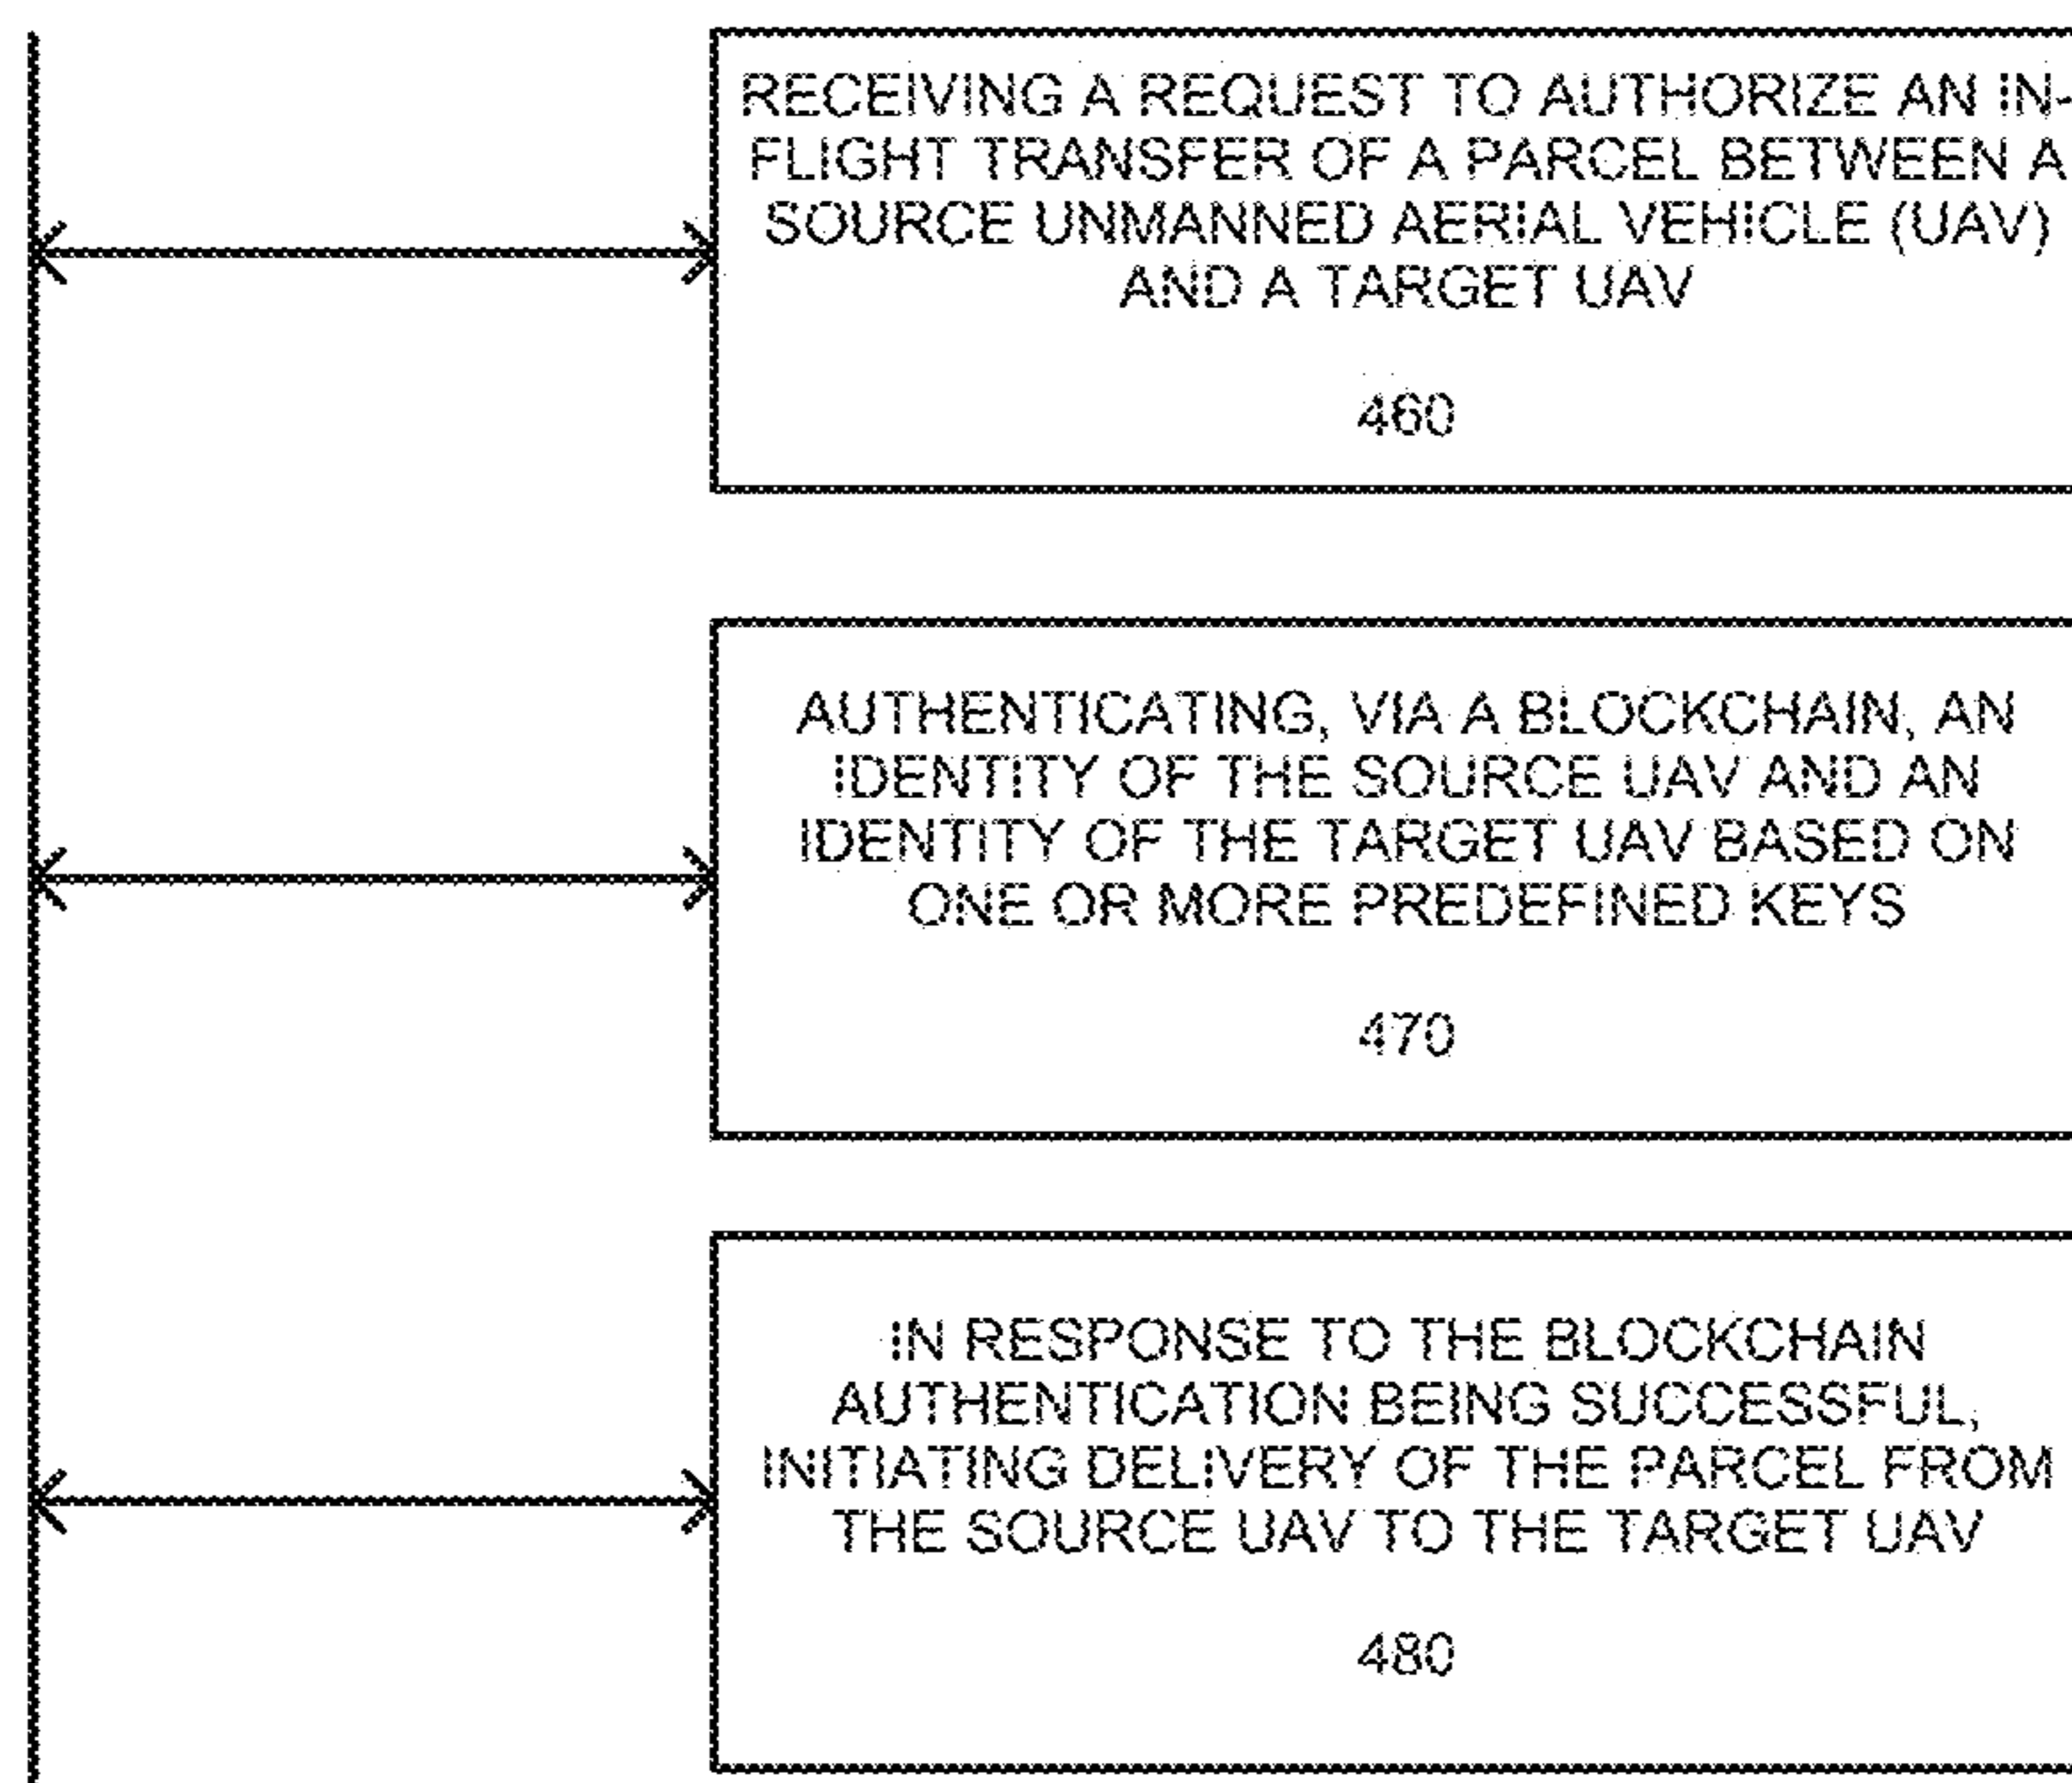 RECEIVING A REQUEST TO AUTHORIZE AN IN-
FLIGHT TRANSFER OF A PARCEL BETWEEN A
SOURCE UNMANNED AERIAL VEHICLE (UAV)
AND A TARGET UAV
460
AUTHENTICATING, VIA A BLOCKCHAIN, AN
IDENTITY OF THE SOURCE UAV AND AN
IDENTITY OF THE TARGET UAV BASED ON
ONE OR MORE PREDEFINED KEYS
470
IN RESPONSE TO THE BLOCKCHAIN
AUTHENTICATION BEING SUCCESSFUL,
INITIATING DELIVERY OF THE PARCEL FROM
THE SOURCE UAV TO THE TARGET UAV
480